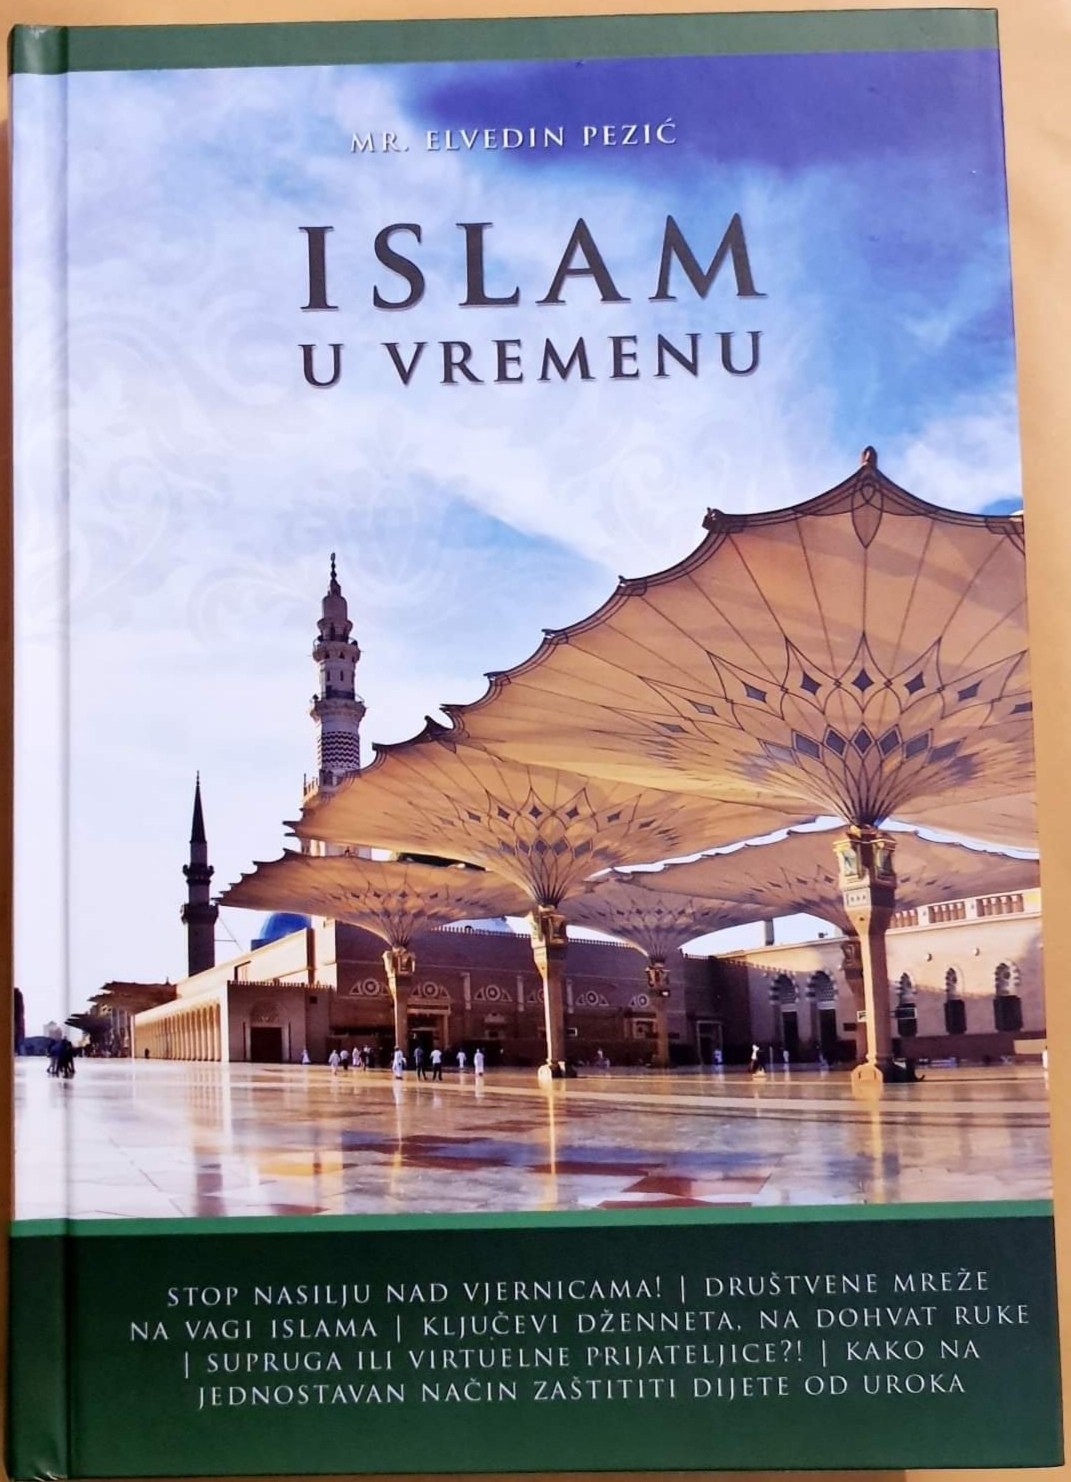 MR. ELVEDIN PEZIĆ
ISLAM
U VREMENU
STOP NASILJU NAD VJERNICAMA! | DRUŠTVENE MREŽE
NA VAGI ISLAMA | KLJUČEVI DŽENNETA, NA DOHVAT RUKE
| SUPRUGA ILI VIRTUELNE PRIJATELJICE?! | KAKO NA
JEDNOSTAVAN NAČIN ZAŠTITITI DIJETE OD UROKA